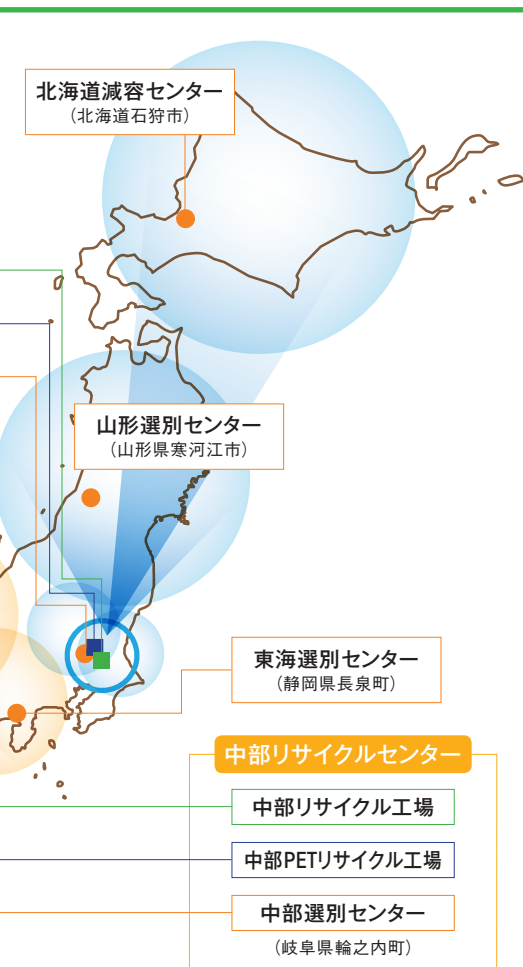 北海道減容センター
（北海道石狩市）
山形選別センター
（山形県寒河江市）
東海選別センター
（静岡県長泉町）
中部リサイクルセンター
中部リサイクル工場
中部PETリサイクル工場
中部選別センター
（岐阜県輪之内町）